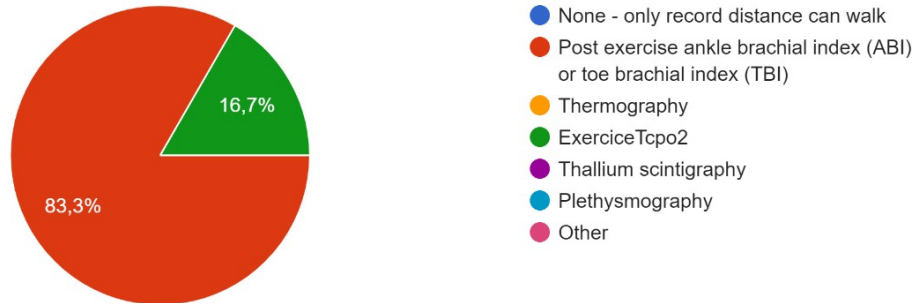 None - only record distance can walk
Post exercise ankle brachial index (ABI)
or toe brachial index (TBI)
Thermography
ExerciceTcpo2
Thallium scintigraphy
Plethysmography
Other
16,7%
83,3%